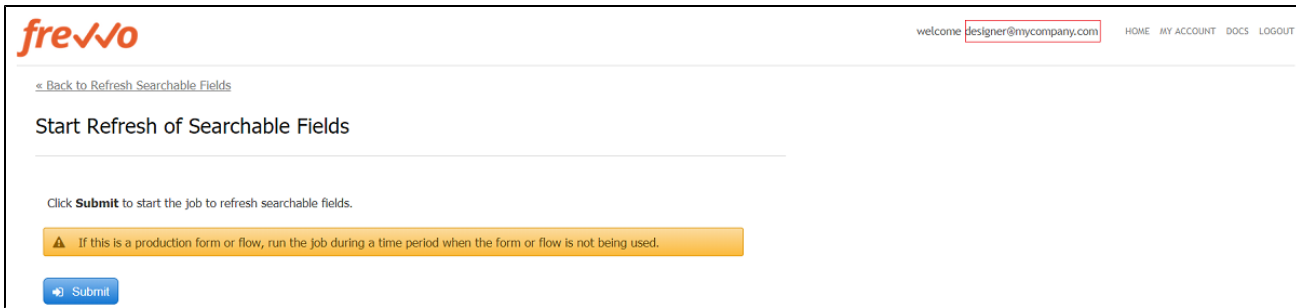 frevvo
welcome designer@mycompany.com HOME MY ACCOUNT DOCS LOGOUT
« Back to Refresh Searchable Fields
Start Refresh of Searchable Fields
Click Submit to start the job to refresh searchable fields.
If this is a production form or flow, run the job during a time period when the form or flow is not being used.
Submit